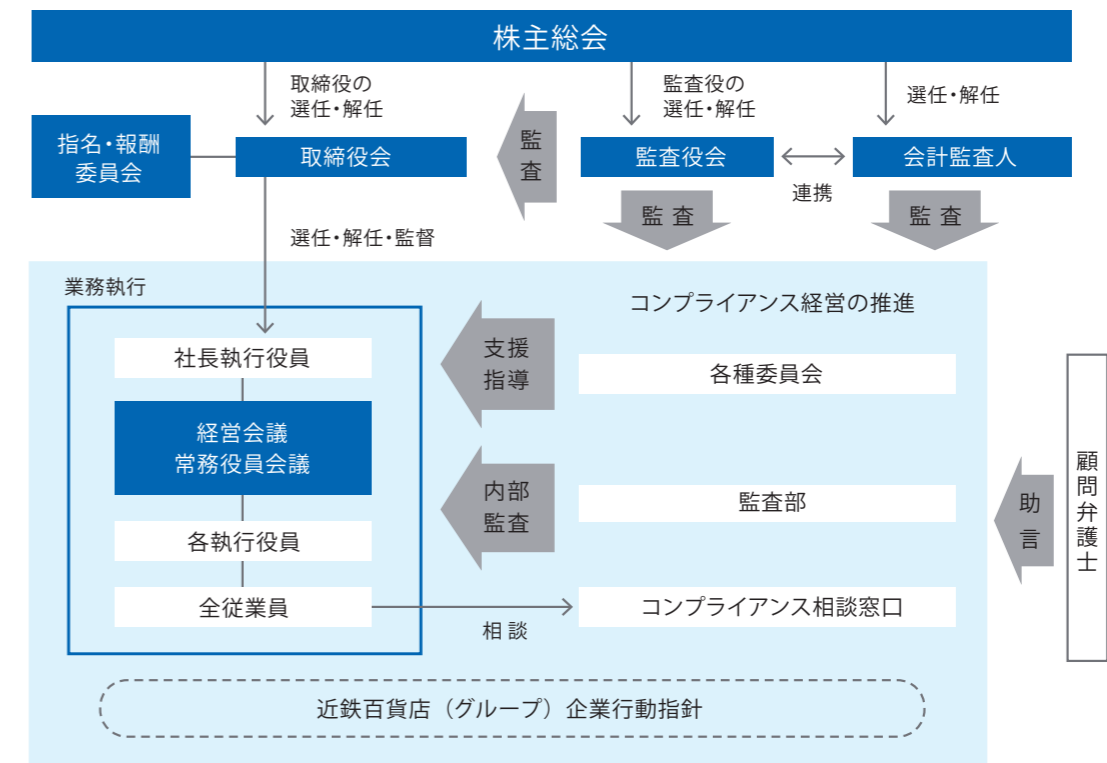 株主総会
取締役の
選任・解任
監査役の
選任・解任
選任・解任
指名・報酬
委員会
取締役会
監
査
監査役会
会計監査人
連携
監 査
監 査
選任・解任・監督
業務執行
コンプライアンス経営の推進
社長執行役員
支援
指導
各種委員会
経営会議
常務役員会議
内部
監査
監査部
各執行役員
全従業員
相 談
コンプライアンス相談窓口
助
言
顧
問
弁
護
士
近鉄百貨店（グループ）企業行動指針